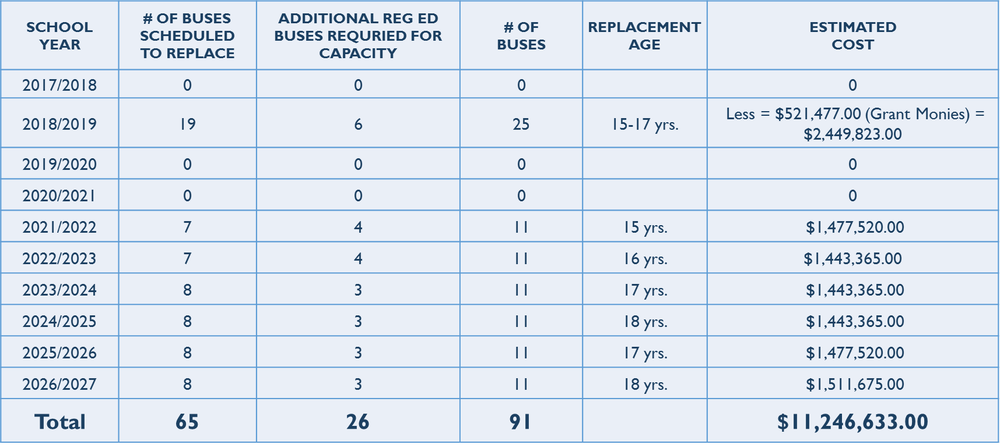 SCHOOL YEAR | # OF BUSES SCHEDULED TO REPLACE | ADDITIONAL REG ED BUSES REQURIED FOR CAPACITY | # OF BUSES | REPLACEMENT AGE | ESTIMATED COST
2017/2018 | 0 | 0 | 0 | | 0
2018/2019 | 19 | 6 | 25 | 15-17 yrs. | Less = $521,477.00 (Grant Monies) = $2,449,823.00
2019/2020 | 0 | 0 | 0 | | 0
2020/2021 | 0 | 0 | 0 | | 0
2021/2022 | 7 | 4 | 11 | 15 yrs. | $1,477,520.00
2022/2023 | 7 | 4 | 11 | 16 yrs. | $1,443,365.00
2023/2024 | 8 | 3 | 11 | 17 yrs. | $1,443,365.00
2024/2025 | 8 | 3 | 11 | 18 yrs. | $1,443,365.00
2025/2026 | 8 | 3 | 11 | 17 yrs. | $1,477,520.00
2026/2027 | 8 | 3 | 11 | 18 yrs. | $1,511,675.00
Total | 65 | 26 | 91 | | $11,246,633.00